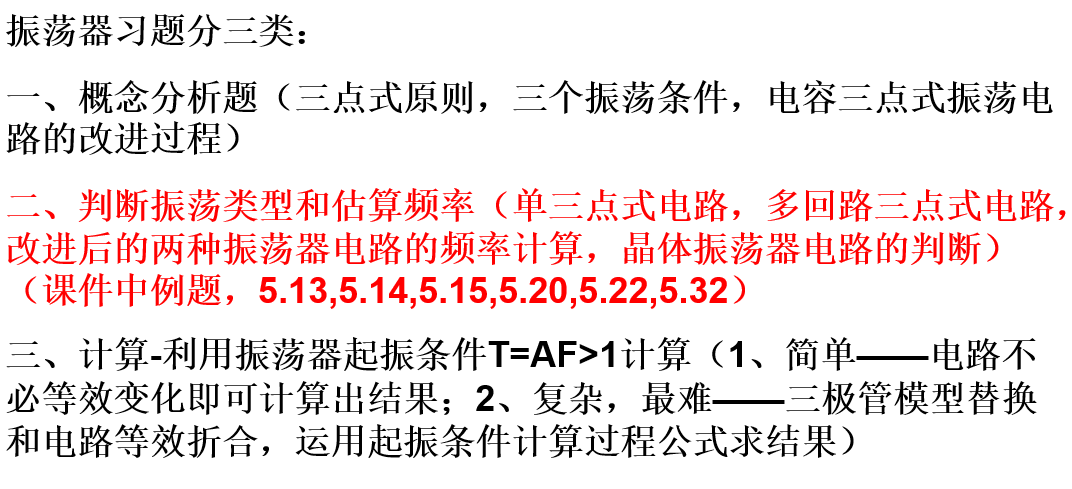 振荡器习题分三类：
一、概念分析题（三点式原则，三个振荡条件，电容三点式振荡电
路的改进过程）
二、判断振荡类型和估算频率（单三点式电路，多回路三点式电路，
改进后的两种振荡器电路的频率计算，晶体振荡器电路的判断）
（课件中例题，5.13,5.14,5.15,5.20,5.22,5.32）
三、计算-利用振荡器起振条件T=AF>1计算（1、简单——电路不
必等效变化即可计算出结果；2、复杂，最难——三极管模型替换
和电路等效折合，运用起振条件计算过程公式求结果）